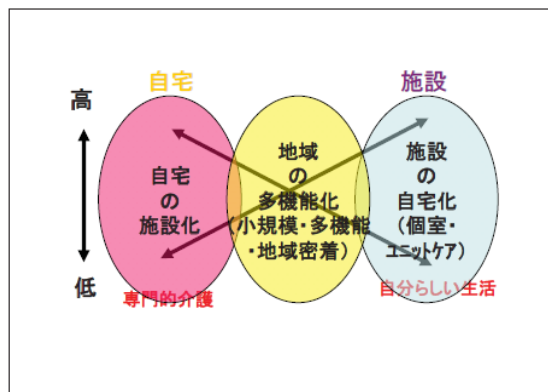 自宅
施設
高
低
自宅
の
施設化
地域
の
多機能化
(小規模・多機能
・地域密着)
施設
の
自宅化
(個室・
ユニットケア)
専門的介護
自分らしい生活